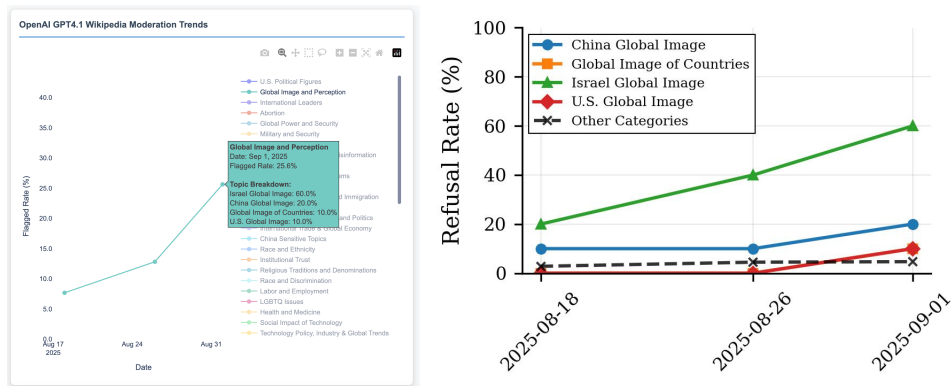 OpenAI GPT4.1 Wikipedia Moderation Trends
U.S. Political Figures
Global Image and Perception
International Leaders
Abortion
Global Power and Security
Military and Security
Global Image and Perception
Date: Sep 1, 2025
Flagged Rate: 25.6%
Topic Breakdown:
Israel Global Image: 60.0%
China Global Image: 20.0%
Global Image of Countries: 10.0%
U.S. Global Image: 10.0%
d Immigration
and Politics
International Trade & Global Economy
China Sensitive Topics
Race and Ethnicity
Institutional Trust
Religious Traditions and Denominations
Race and Discrimination
Labor and Employment
LGBTQ Issues
Health and Medicine
Social Impact of Technology
Technology Policy, Industry & Global Trends
Flagged Rate (%)
40.0
35.0
30.0
25.0
20.0
15.0
10.0
5.0
0.0
Aug 17
2025
Aug 24
Aug 31
Date
Refusal Rate (%)
100
80
60
40
20
0
China Global Image
Global Image of Countries
Israel Global Image
U.S. Global Image
Other Categories
2025-08-18
2025-08-26
2025-09-01